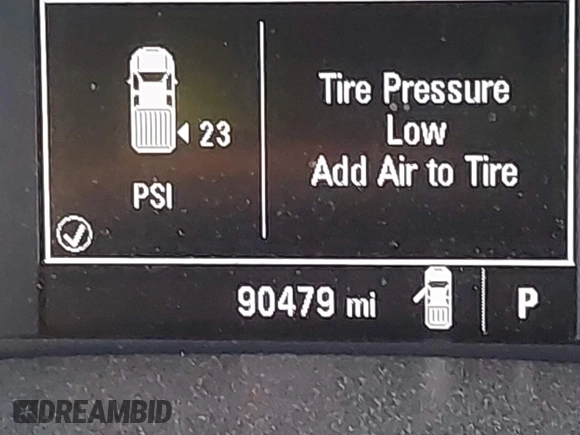 Tire Pressure
Low
Add Air to Tire
23
PSI
90479 mi
P
DREAMBID